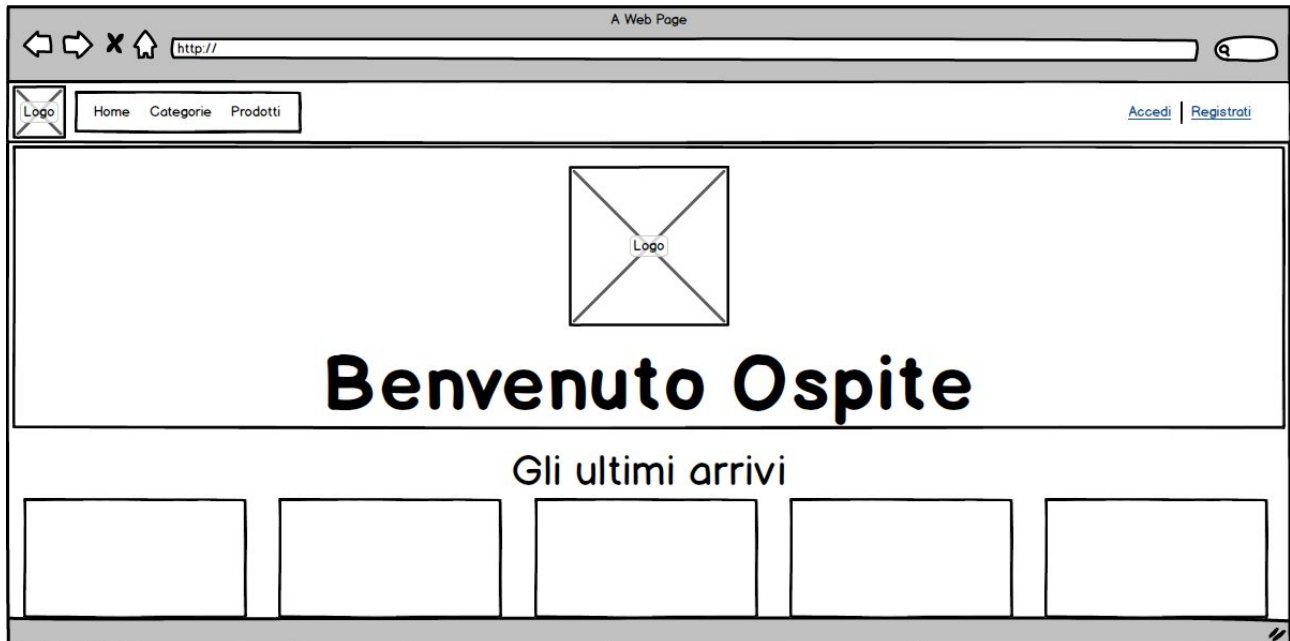 A Web Page
http://
Logo
Home Categorie Prodotti
Accedi Registrati
Logo
Benvenuto Ospite
Gli ultimi arrivi